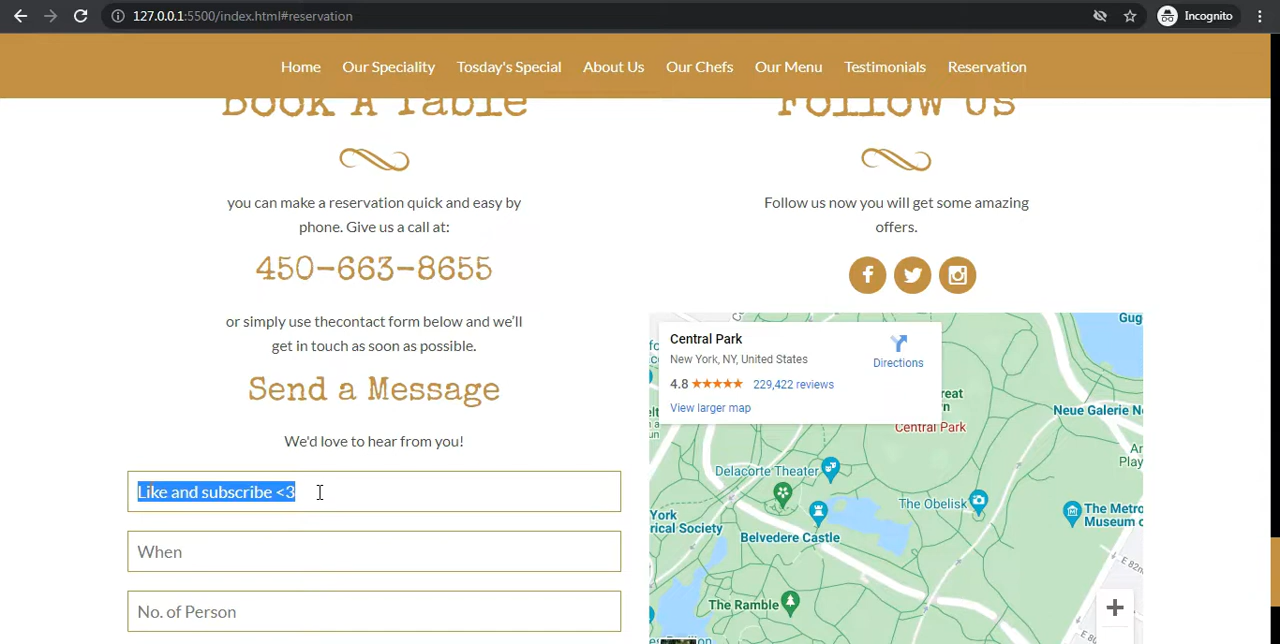 127.0.0.1:5500/index.html#reservation
Incognito
Home
Our Speciality
Tosday's Special
About Us
Our Chefs
Our Menu
Testimonials
Reservation
Book A Table
you can make a reservation quick and easy by
phone. Give us a call at:
450-663-8655
or simply use thecontact form below and we'll
get in touch as soon as possible.
Send a Message
We'd love to hear from you!
Like and subscribe <3
When
No. of Person
Follow Us
Follow us now you will get some amazing
offers.
Central Park
New York, NY, United States
4.8
229,422 reviews
View larger map
Directions
Gug
Central Park
Neue Galerie N
Delacorte Theater
The Obelisk
York
rical Society
Belvedere Castle
The Metro
Museum o
The Ramble
E 82n